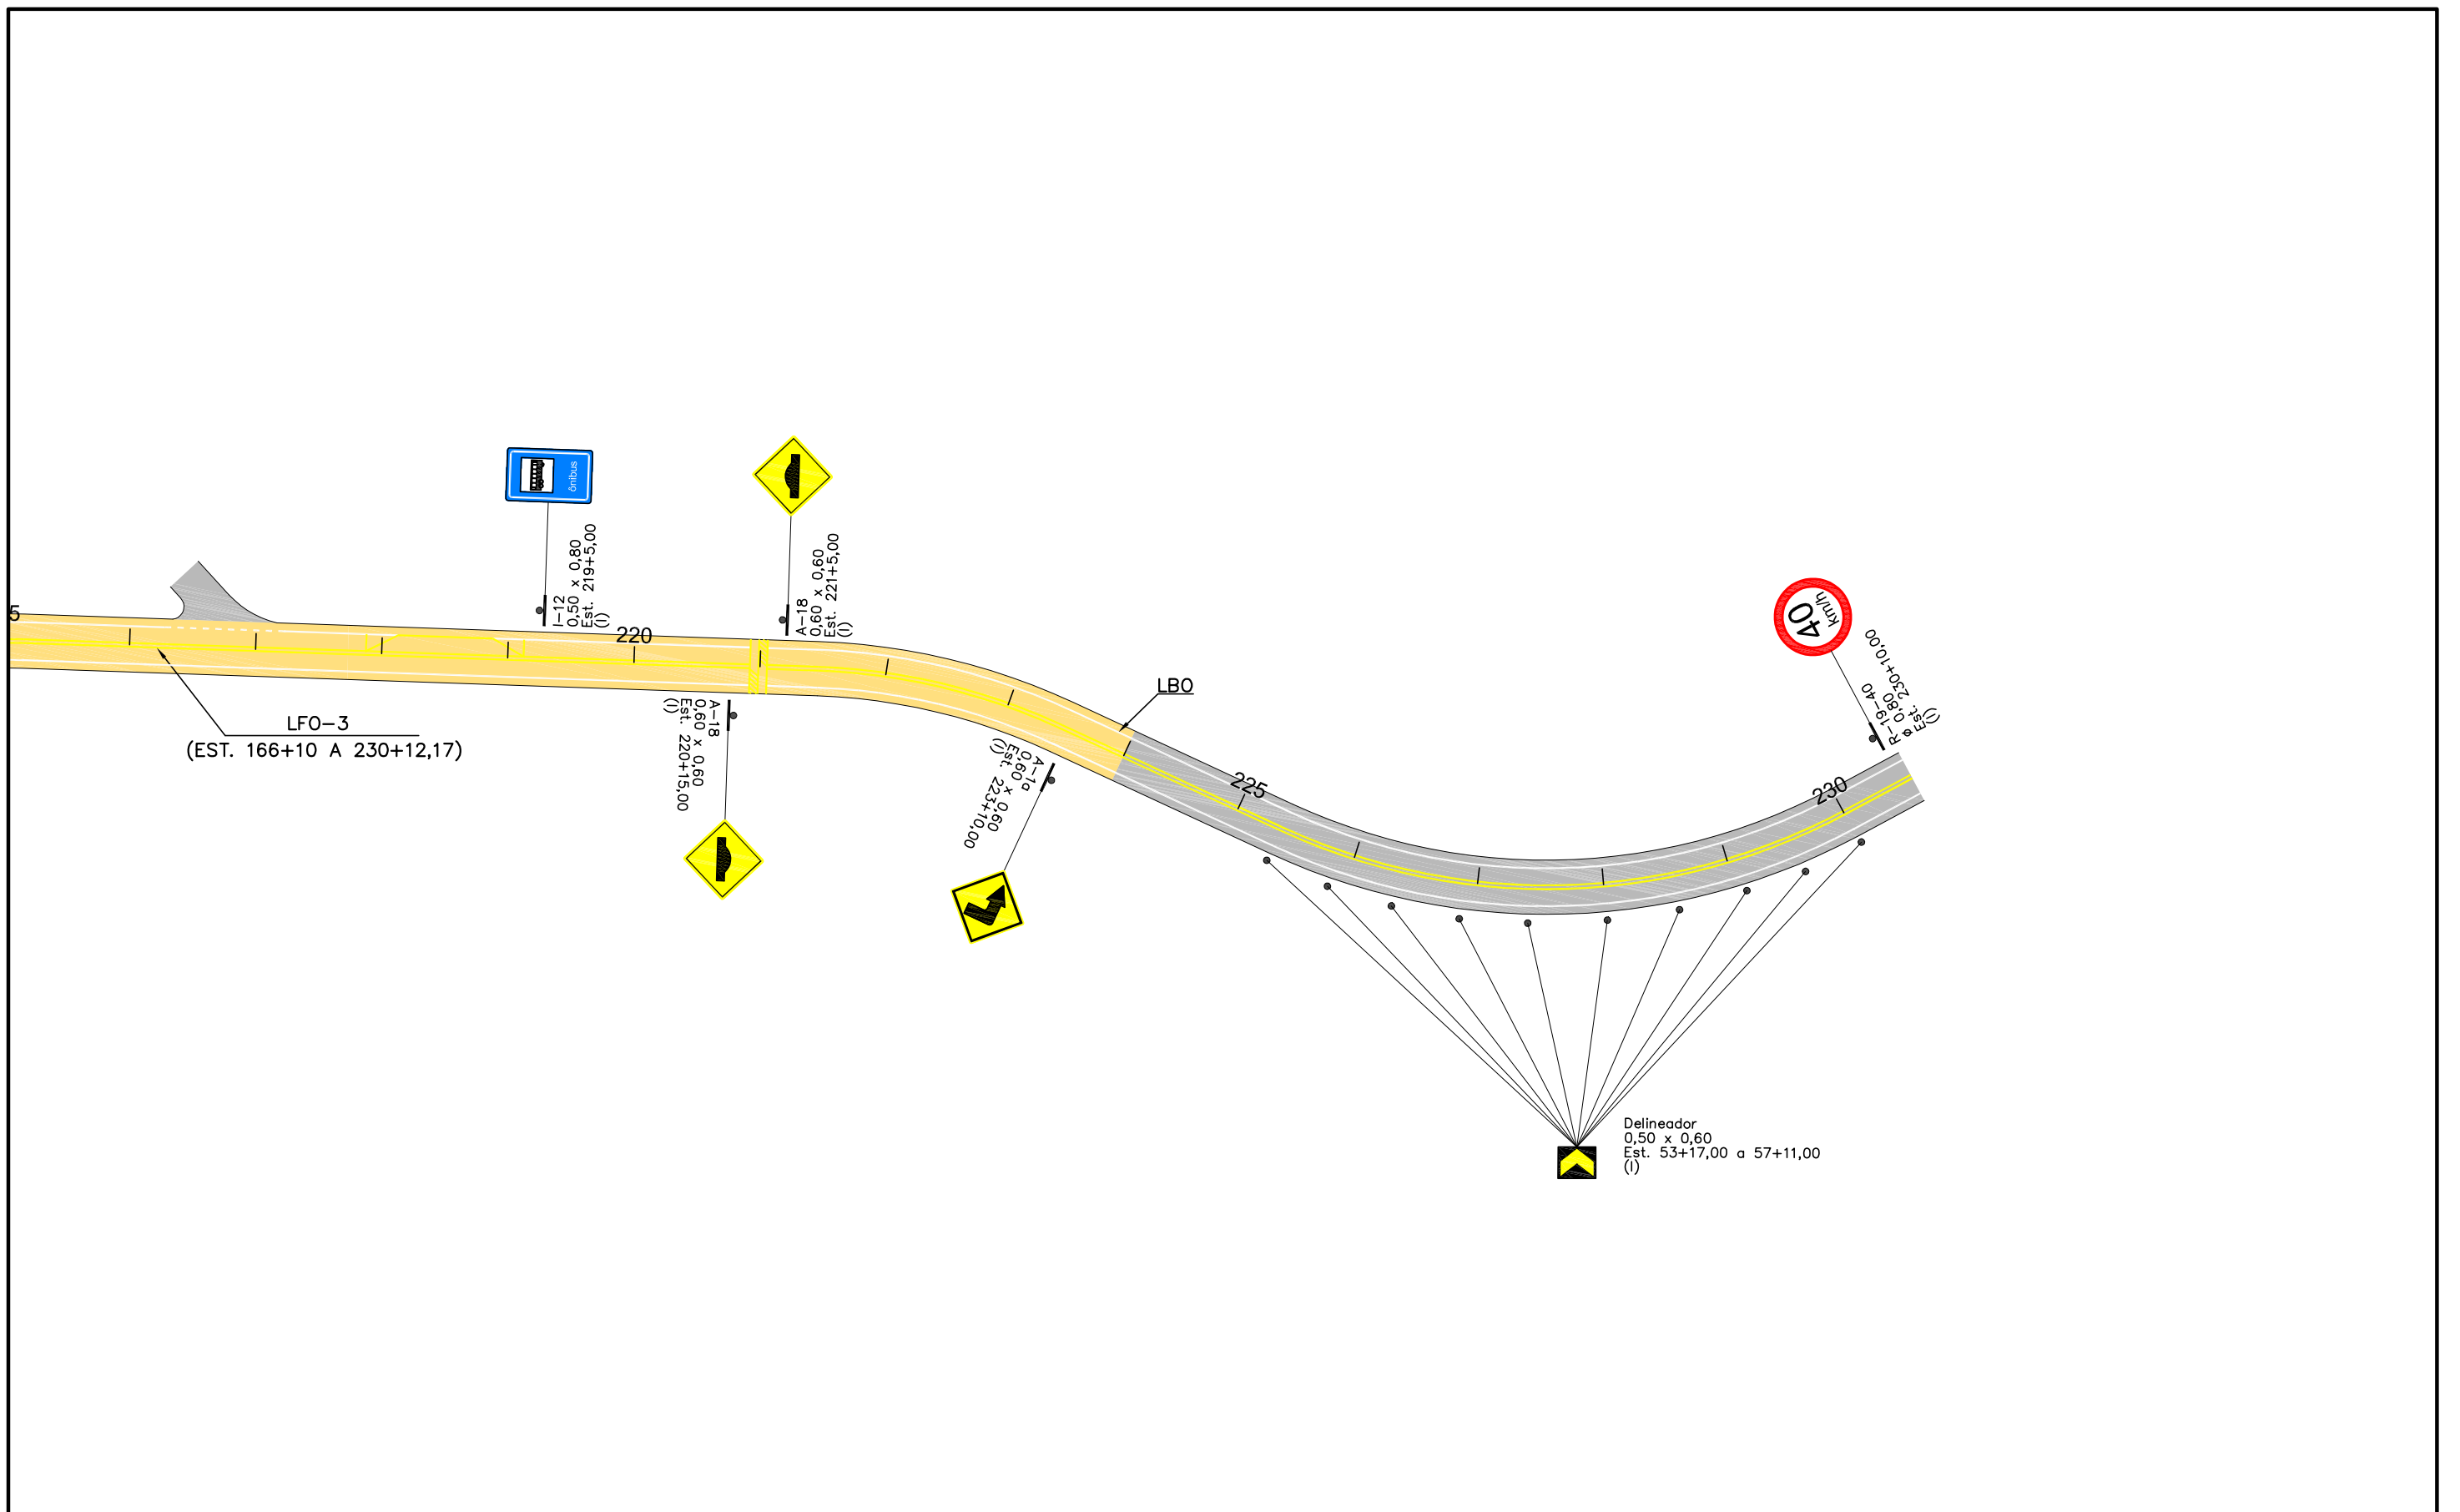 ônibus
I-12
0,50 x 0,80
Est. 219+5,00
(I)
A-18
0,60 x 0,60
Est. 221+5,00
(I)
40
km/h
R-19-40
ø 0,80
Est. 230+10,00
(I)
5
220
LBO
LFO-3
(EST. 166+10 A 230+12,17)
A-18
0,60 x 0,60
Est. 220+15,00
(I)
A-1a
0,60 x 0,60
Est. 223+10,00
(I)
225
230
Delineador
0,50 x 0,60
Est. 53+17,00 a 57+11,00
(I)